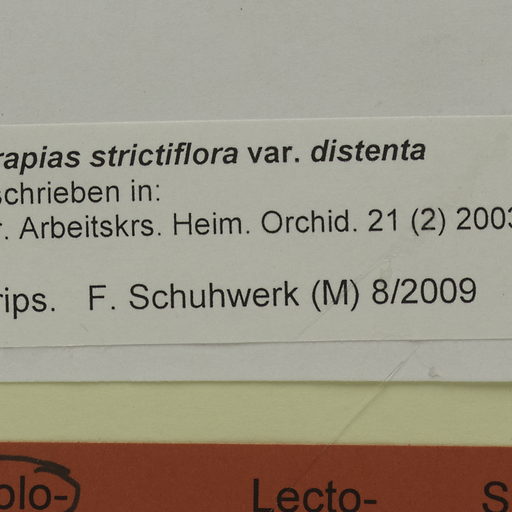 rapias strictiflora var. distenta
schrieben in:
r. Arbeitskrs. Heim. Orchid. 21 (2) 2003
rips. F. Schuhwerk (M) 8/2009
olo- Lecto- S